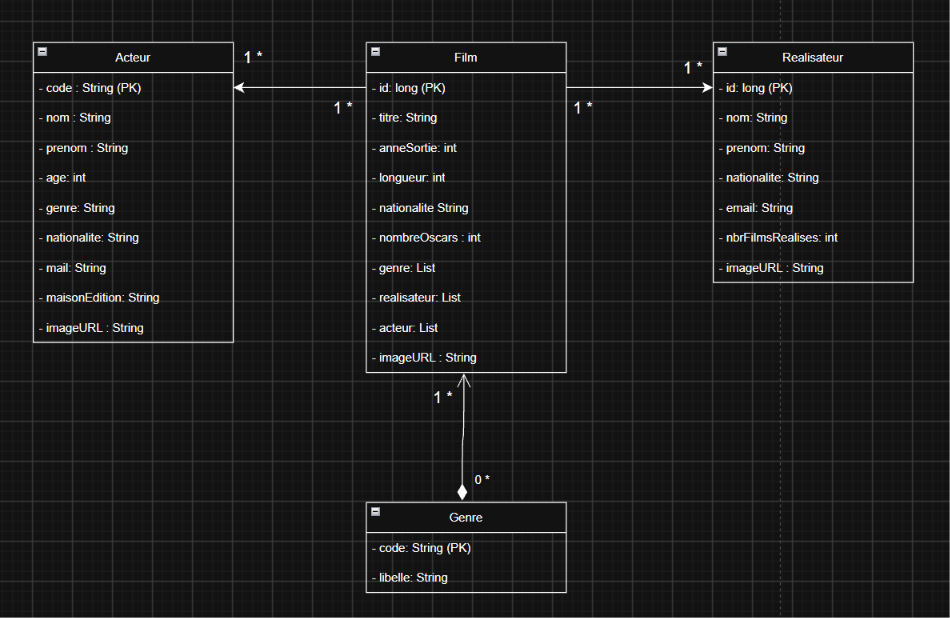 Acteur
- code : String (PK)
- nom : String
- prenom : String
- age: int
- genre: String
- nationalite: String
- mail: String
- maisonEdition: String
- imageURL : String
1 *
1 *
Film
- id: long (PK)
- titre: String
- anneSortie: int
- longueur: int
- nationalite String
- nombreOscars : int
- genre: List
- realisateur: List
- acteur: List
- imageURL : String
1 *
1 *
Realisateur
- id: long (PK)
- nom: String
- prenom: String
- nationalite: String
- email: String
- nbrFilmsRealises: int
- imageURL : String
1 *
0 *
Genre
- code: String (PK)
- libelle: String